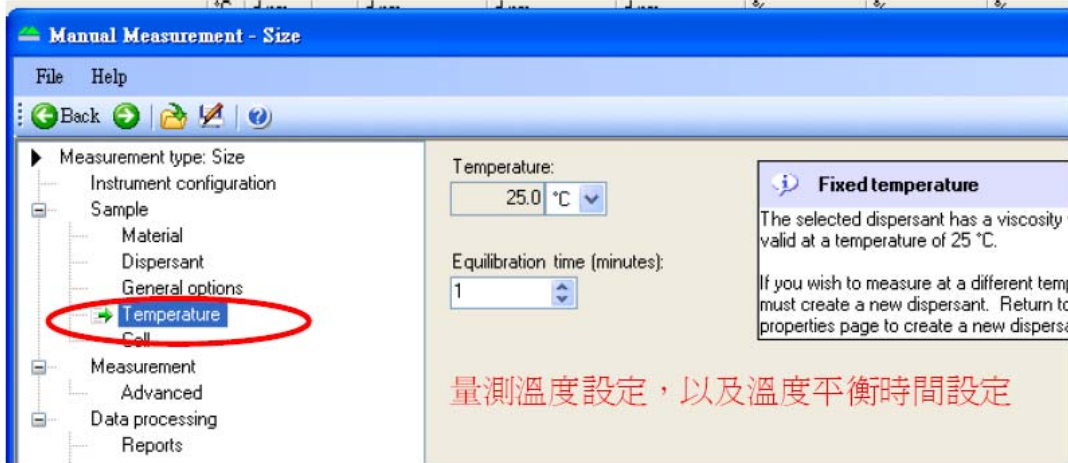 Manual Measurement - Size
File Help
Back
Measurement type: Size
Instrument configuration
Sample
Material
Dispersant
General options
Temperature
Cell
Measurement
Advanced
Data processing
Reports
Temperature:
25.0 °C
Equilibration time (minutes):
1
Fixed temperature
The selected dispersant has a viscosity
valid at a temperature of 25 °C.
If you wish to measure at a different
must create a new dispersant. Return to
properties page to create a new
量測溫度設定，以及溫度平衡時間設定